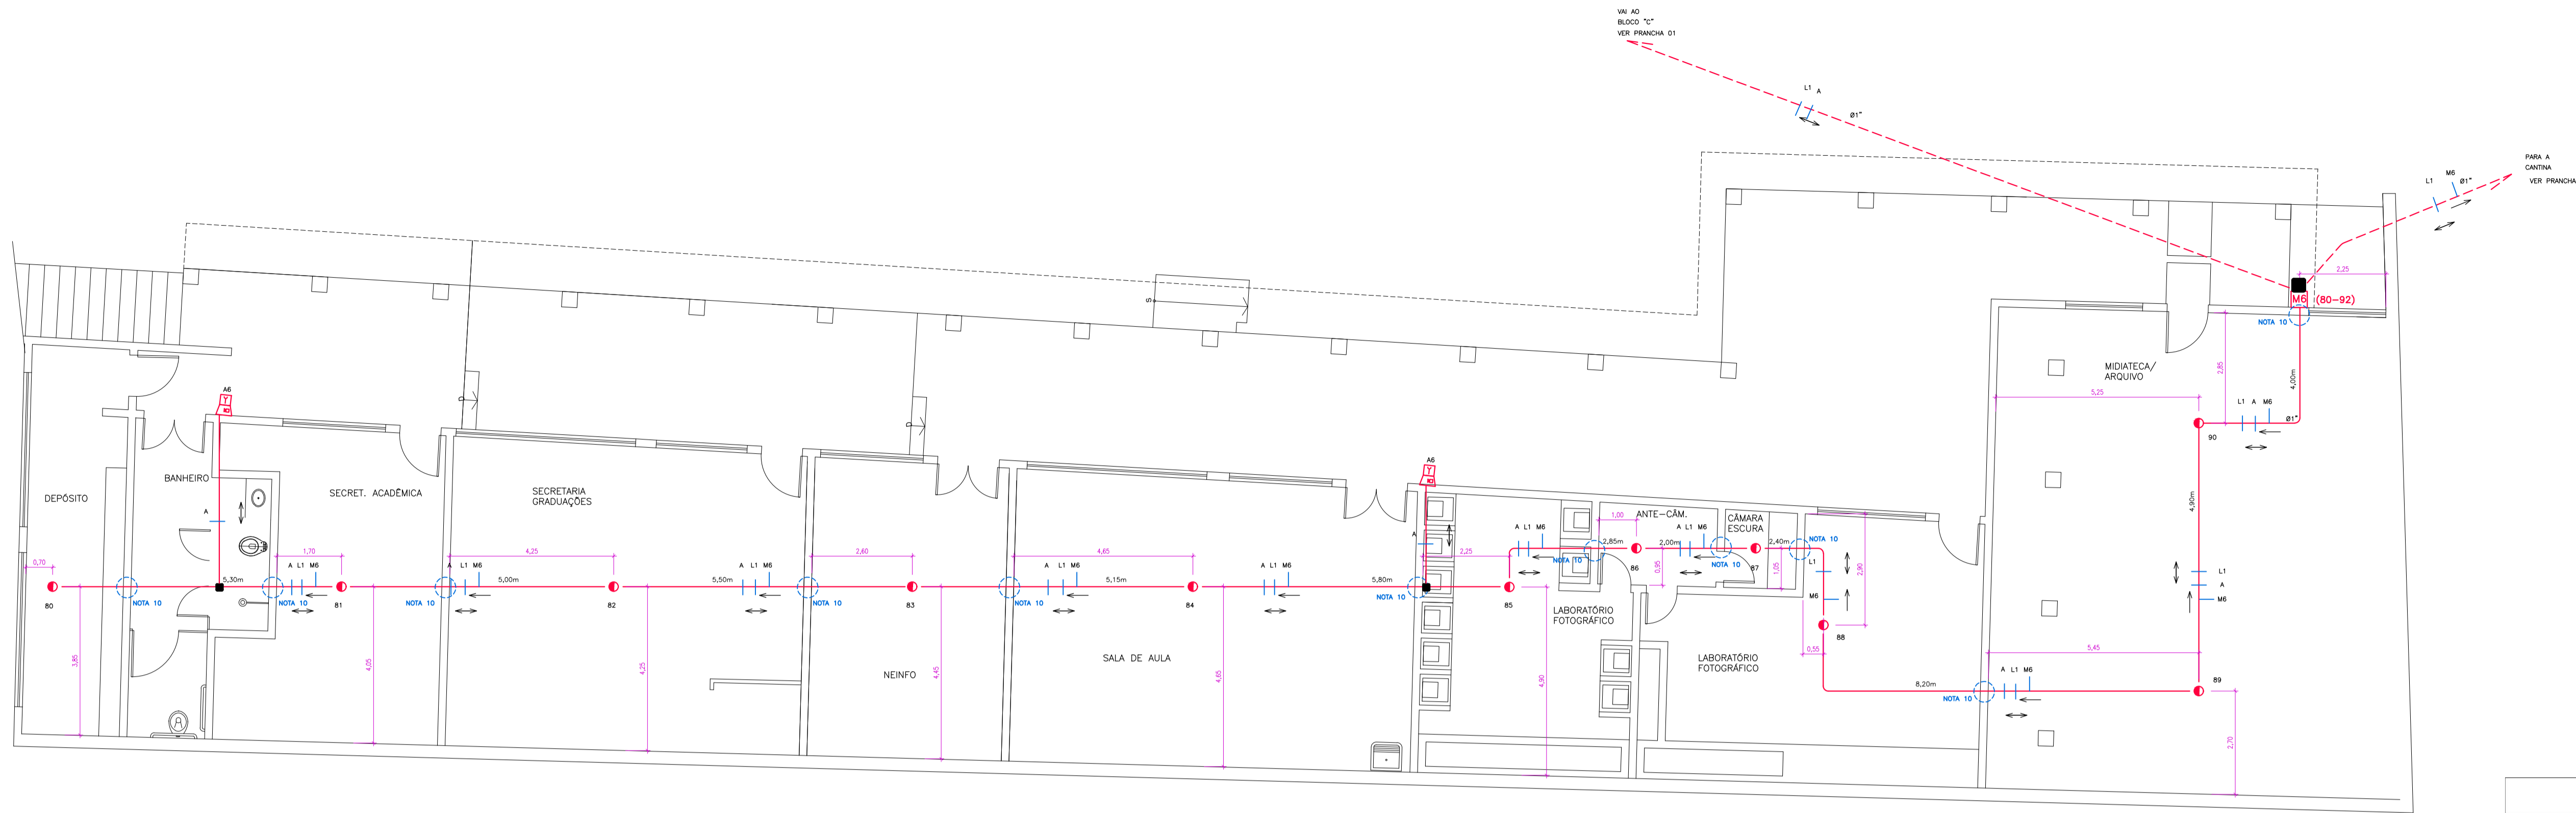 VAI AO
BLOCO "C"
VER PRANCHA 01
L1 A
Ø1"
PARA A
CANTINA
VER PRANCHA
L1
M6
Ø1"
2,25
M6 (80-92)
NOTA 10
S
D
D
A6
A6
DEPÓSITO
BANHEIRO
SECRET. ACADÊMICA
SECRETARIA
GRADUAÇÕES
NEINFO
SALA DE AULA
LABORATÓRIO
FOTOGRÁFICO
ANTE-CÂM.
CÂMARA
ESCURA
LABORATÓRIO
FOTOGRÁFICO
MIDIATECA/
ARQUIVO
2,85
4,00m
5,25
L1 A M6
Ø1"
90
4,90m
L1
A
M6
5,45
A L1 M6
8,20m
NOTA 10
89
2,70
0,70
80
3,85
NOTA 10
A
5,30m
1,70
A L1 M6
NOTA 10
81
4,05
A L1 M6
NOTA 10
4,25
5,00m
82
4,25
5,50m
A L1 M6
NOTA 10
2,60
83
4,45
4,65
A L1 M6
NOTA 10
5,15m
84
4,65
A L1 M6
5,80m
NOTA 10
A
2,25
85
4,90
A L1 M6
NOTA 10
1,00
2,85m
86
0,95
A L1 M6
2,00m
NOTA 10
87
1,05
2,40m
NOTA 10
L1
M6
2,90
88
0,55